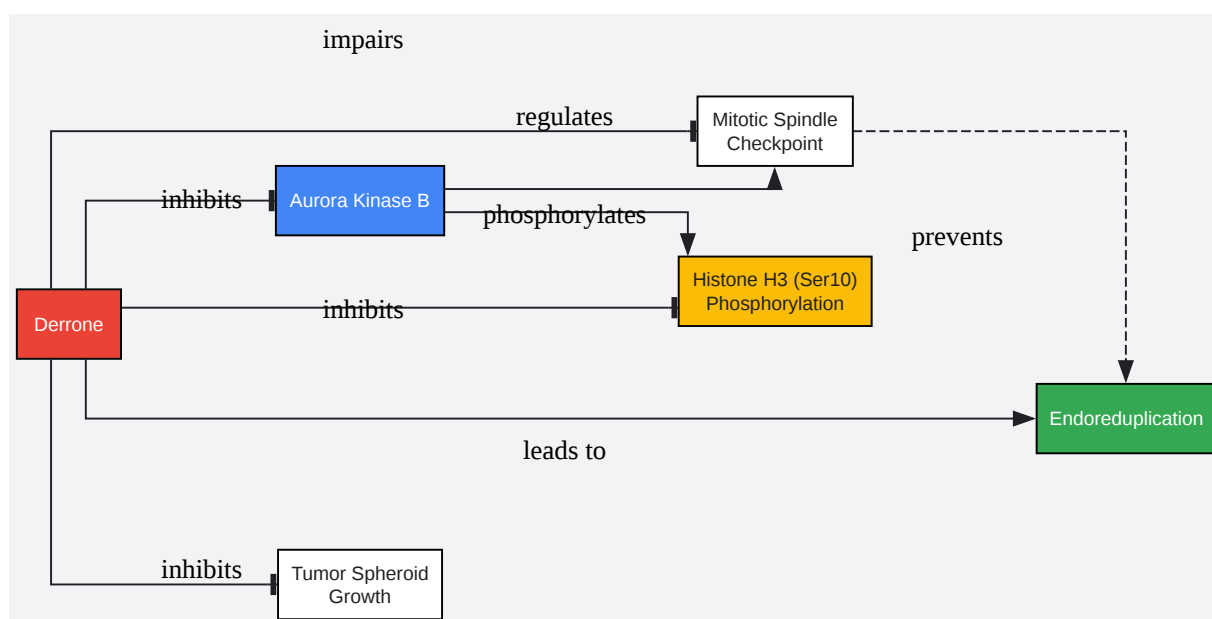 impairs
regulates
Mitotic Spindle
Checkpoint
inhibits
Aurora Kinase B
phosphorylates
prevents
Histone H3 (Ser10)
Phosphorylation
inhibits
Derrone
Endoreduplication
leads to
inhibits
Tumor Spheroid
Growth